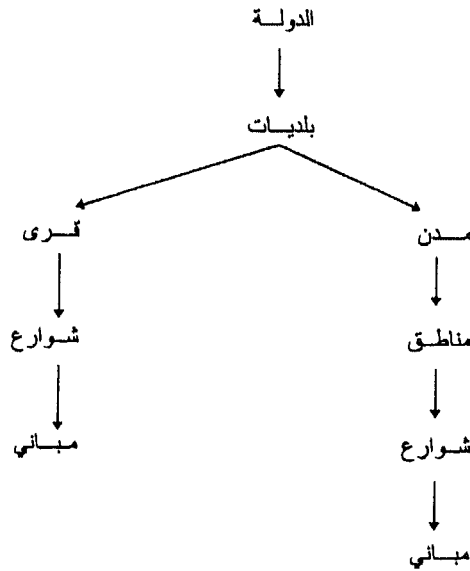 الدولة
بلديات
مدن
قرى
مناطق
شوارع
شوارع
مباني
مباني